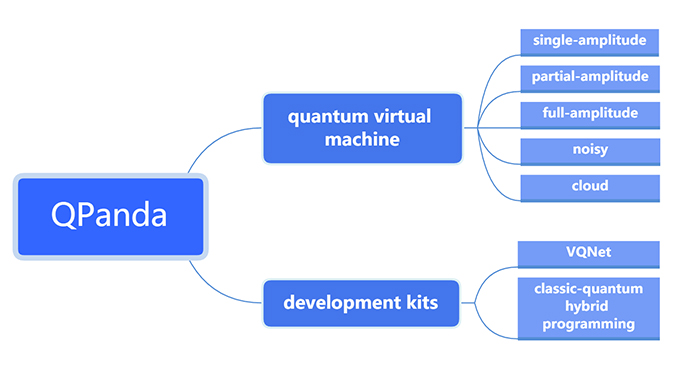 QPanda
quantum virtual
machine
single-amplitude
partial-amplitude
full-amplitude
noisy
cloud
development kits
VQNet
classic-quantum
hybrid
programming